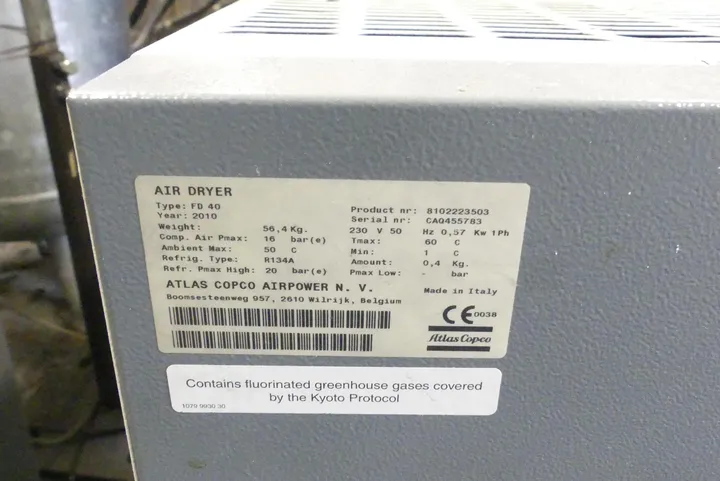 AIR DRYER
Type: FD 40 Product nr: 8102223503
Year: 2010 Serial nr: CAQ455783
Weight: 56,4 Kg. 230 V 50 Hz 0,57 Kw 1Ph
Comp. Air Pmax: 16 bar(e) Tmax: 60 C
Ambient Max: 50 C Min: 1 C
Refrig. Type: R134A Amount: 0,4 Kg.
Refr. Pmax High: 20 bar(e) Pmax Low: - bar
ATLAS COPCO AIRPOWER N. V. Made in Italy
Boomsesteenweg 957, 2610 Wilrijk, Belgium
CE 0038
Atlas Copco
Contains fluorinated greenhouse gases covered
by the Kyoto Protocol
1079 9930 30